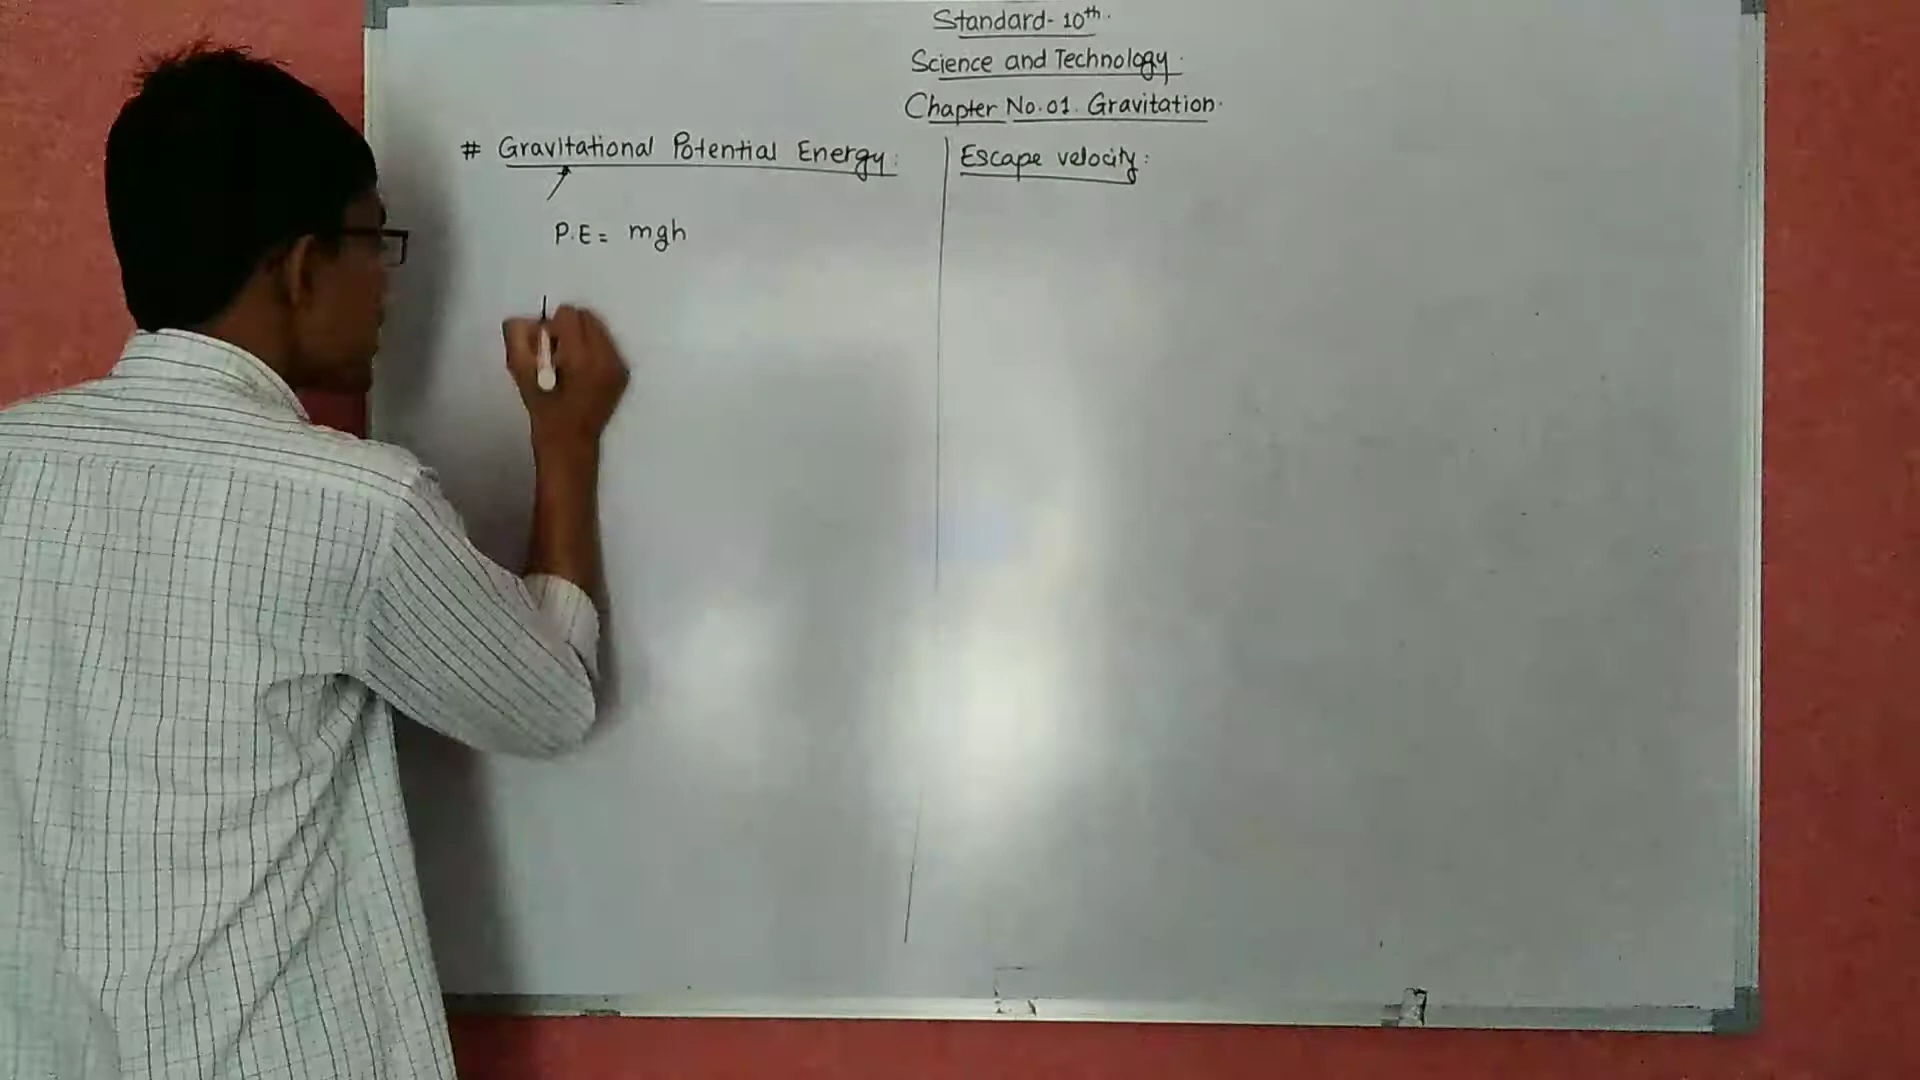 Standard- 10th.
Science and Technology.
Chapter No.01. Gravitation.
# Gravitational Potential Energy:
P.E = mgh
Escape velocity: